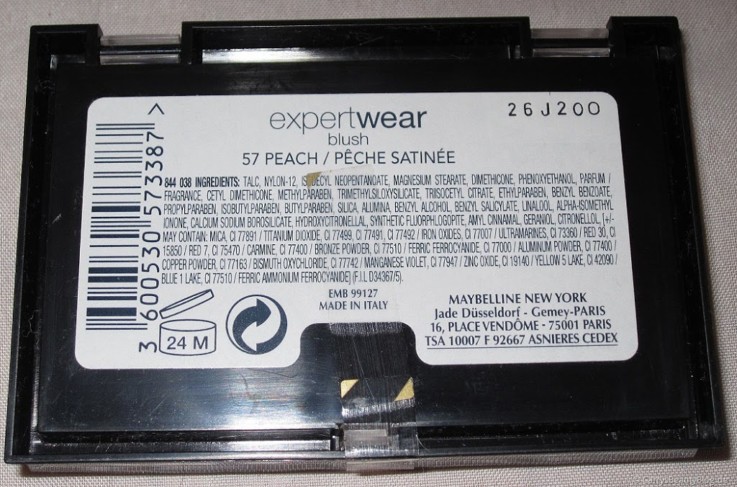 expertwear
blush
57 PEACH / PÊCHE SATINÉE
26J200
3 600530 573387 >
844 038 INGREDIENTS: TALC, NYLON-12, ISODECYL NEOPENTANOATE, MAGNESIUM STEARATE, DIMETHICONE, PHENOXYETHANOL, PARFUM /
FRAGRANCE, CETYL DIMETHICONE, METHYLPARABEN, TRIMETHYLSILOXYSILICATE, TRIISOCETYL CITRATE, ETHYLPARABEN, BENZYL BENZOATE,
PROPYLPARABEN, ISOBUTYLPARABEN, BUTYLPARABEN, SILICA, ALUMINA, BENZYL ALCOHOL, BENZYL SALICYLATE, LINALOOL, ALPHA-ISOMETHYL
IONONE, CALCIUM SODIUM BOROSILICATE, HYDROXYCITRONELLAL, SYNTHETIC FLUORPHLOGOPITE, AMYL CINNAMAL, GERANIOL, CITRONELLOL, [+/-
MAY CONTAIN: MICA, CI 77891 / TITANIUM DIOXIDE, CI 77499, CI 77491, CI 77492 / IRON OXIDES, CI 77007 / ULTRAMARINES, CI 73360 / RED 30, CI
15850 / RED 7, CI 75470 / CARMINE, CI 77400 / BRONZE POWDER, CI 77510 / FERRIC FERROCYANIDE, CI 77000 / ALUMINUM POWDER, CI 77400 /
COPPER POWDER, CI 77163 / BISMUTH OXYCHLORIDE, CI 77742 / MANGANESE VIOLET, CI 77947 / ZINC OXIDE, CI 19140 / YELLOW 5 LAKE, CI 42090 /
BLUE 1 LAKE, CI 77510 / FERRIC AMMONIUM FERROCYANIDE] (F.I.L D34367/5).
24 M
EMB 99127
MADE IN ITALY
MAYBELLINE NEW YORK
Jade Düsseldorf - Gemey-PARIS
16, PLACE VENDÔME - 75001 PARIS
TSA 10007 F 92667 ASNIERES CEDEX